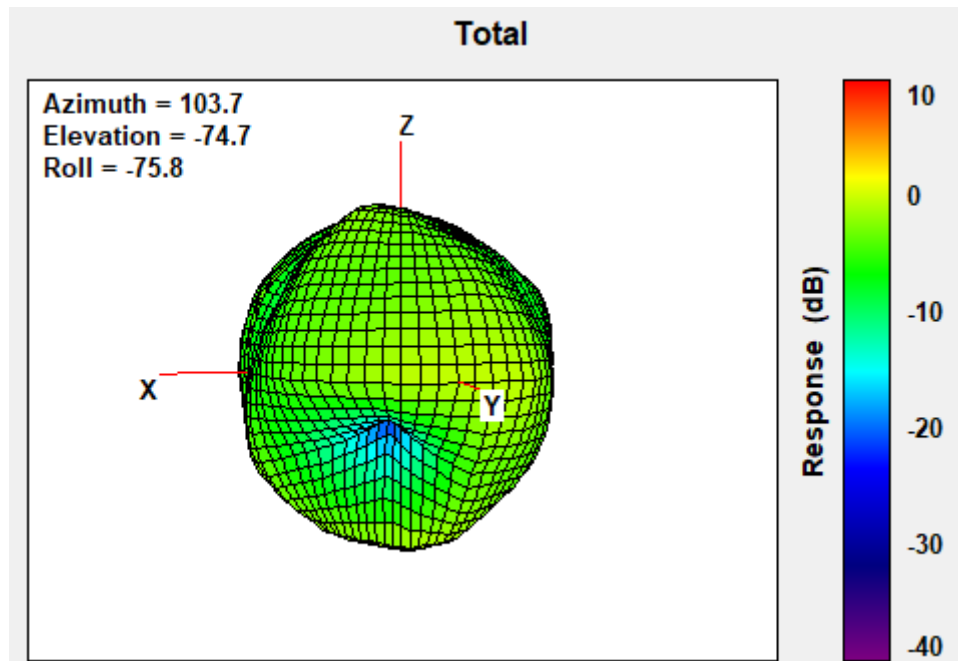 Total
Azimuth = 103.7
Elevation = -74.7
Roll = -75.8
Z
X
Y
10
0
-10
-20
-30
-40
Response (dB)